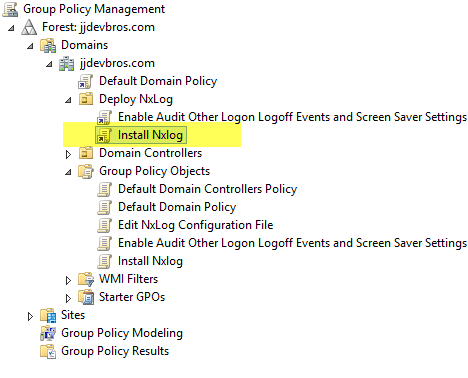 Group Policy Management
Forest: jjdevbros.com
Domains
jjdevbros.com
Default Domain Policy
Deploy NxLog
Enable Audit Other Logon Logoff Events and Screen Saver Settings
Install Nxlog
Domain Controllers
Group Policy Objects
Default Domain Controllers Policy
Default Domain Policy
Edit NxLog Configuration File
Enable Audit Other Logon Logoff Events and Screen Saver Settings
Install Nxlog
WMI Filters
Starter GPOs
Sites
Group Policy Modeling
Group Policy Results